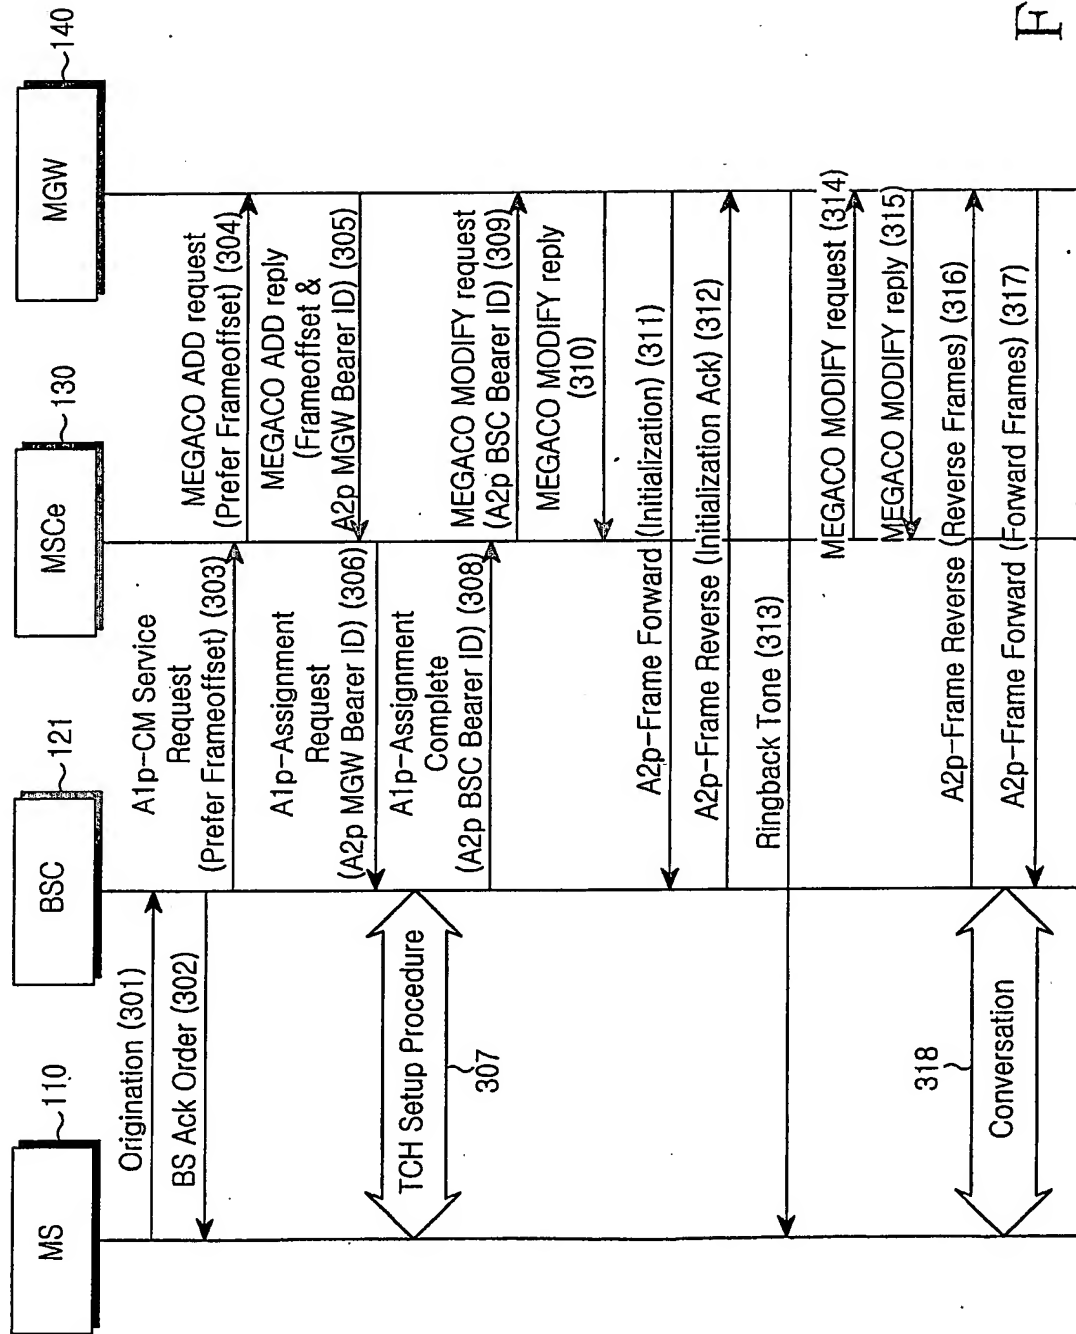 MS
110
BSC
121
MSCe
130
MGW
140
Origination (301)
BS Ack Order (302)
A1p-CM Service
Request
(Prefer Frameoffset) (303)
MEGACO ADD request
(Prefer Frameoffset) (304)
MEGACO ADD reply
(Frameoffset &
A2p MGW Bearer ID) (305)
A1p-Assignment
Request
(A2p MGW Bearer ID) (306)
TCH Setup Procedure
307
A1p-Assignment
Complete
(A2p BSC Bearer ID) (308)
MEGACO MODIFY request
(A2p BSC Bearer ID) (309)
MEGACO MODIFY reply
(310)
A2p-Frame Forward (Initialization) (311)
A2p-Frame Reverse (Initialization Ack) (312)
Ringback Tone (313)
MEGACO MODIFY request (314)
MEGACO MODIFY reply (315)
A2p-Frame Reverse (Reverse Frames) (316)
A2p-Frame Forward (Forward Frames) (317)
318
Conversation
F